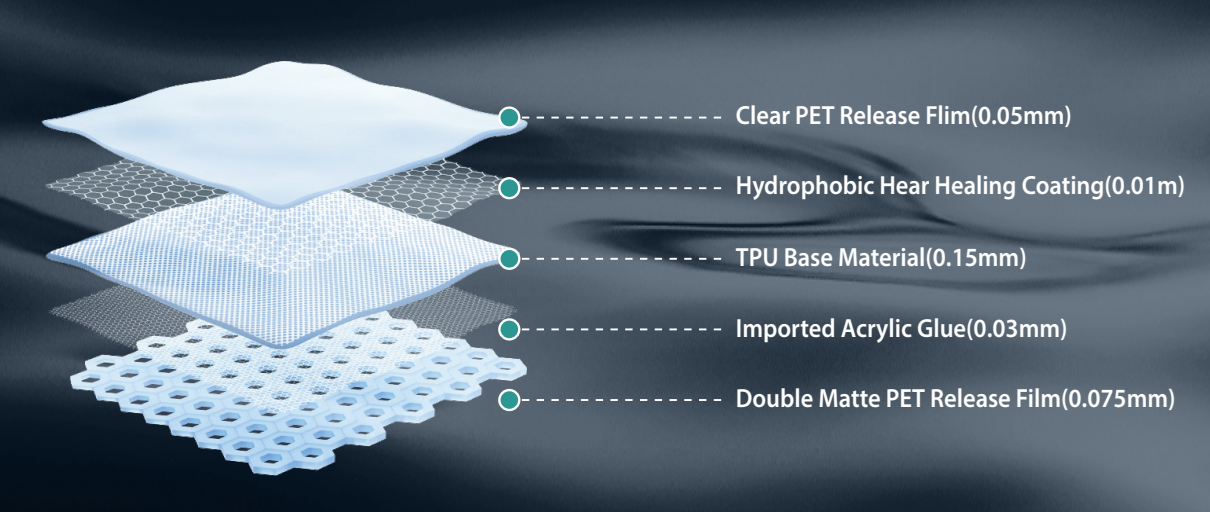 Clear PET Release Flim(0.05mm)
Hydrophobic Hear Healing Coating(0.01m)
TPU Base Material(0.15mm)
Imported Acrylic Glue(0.03mm)
Double Matte PET Release Film(0.075mm)